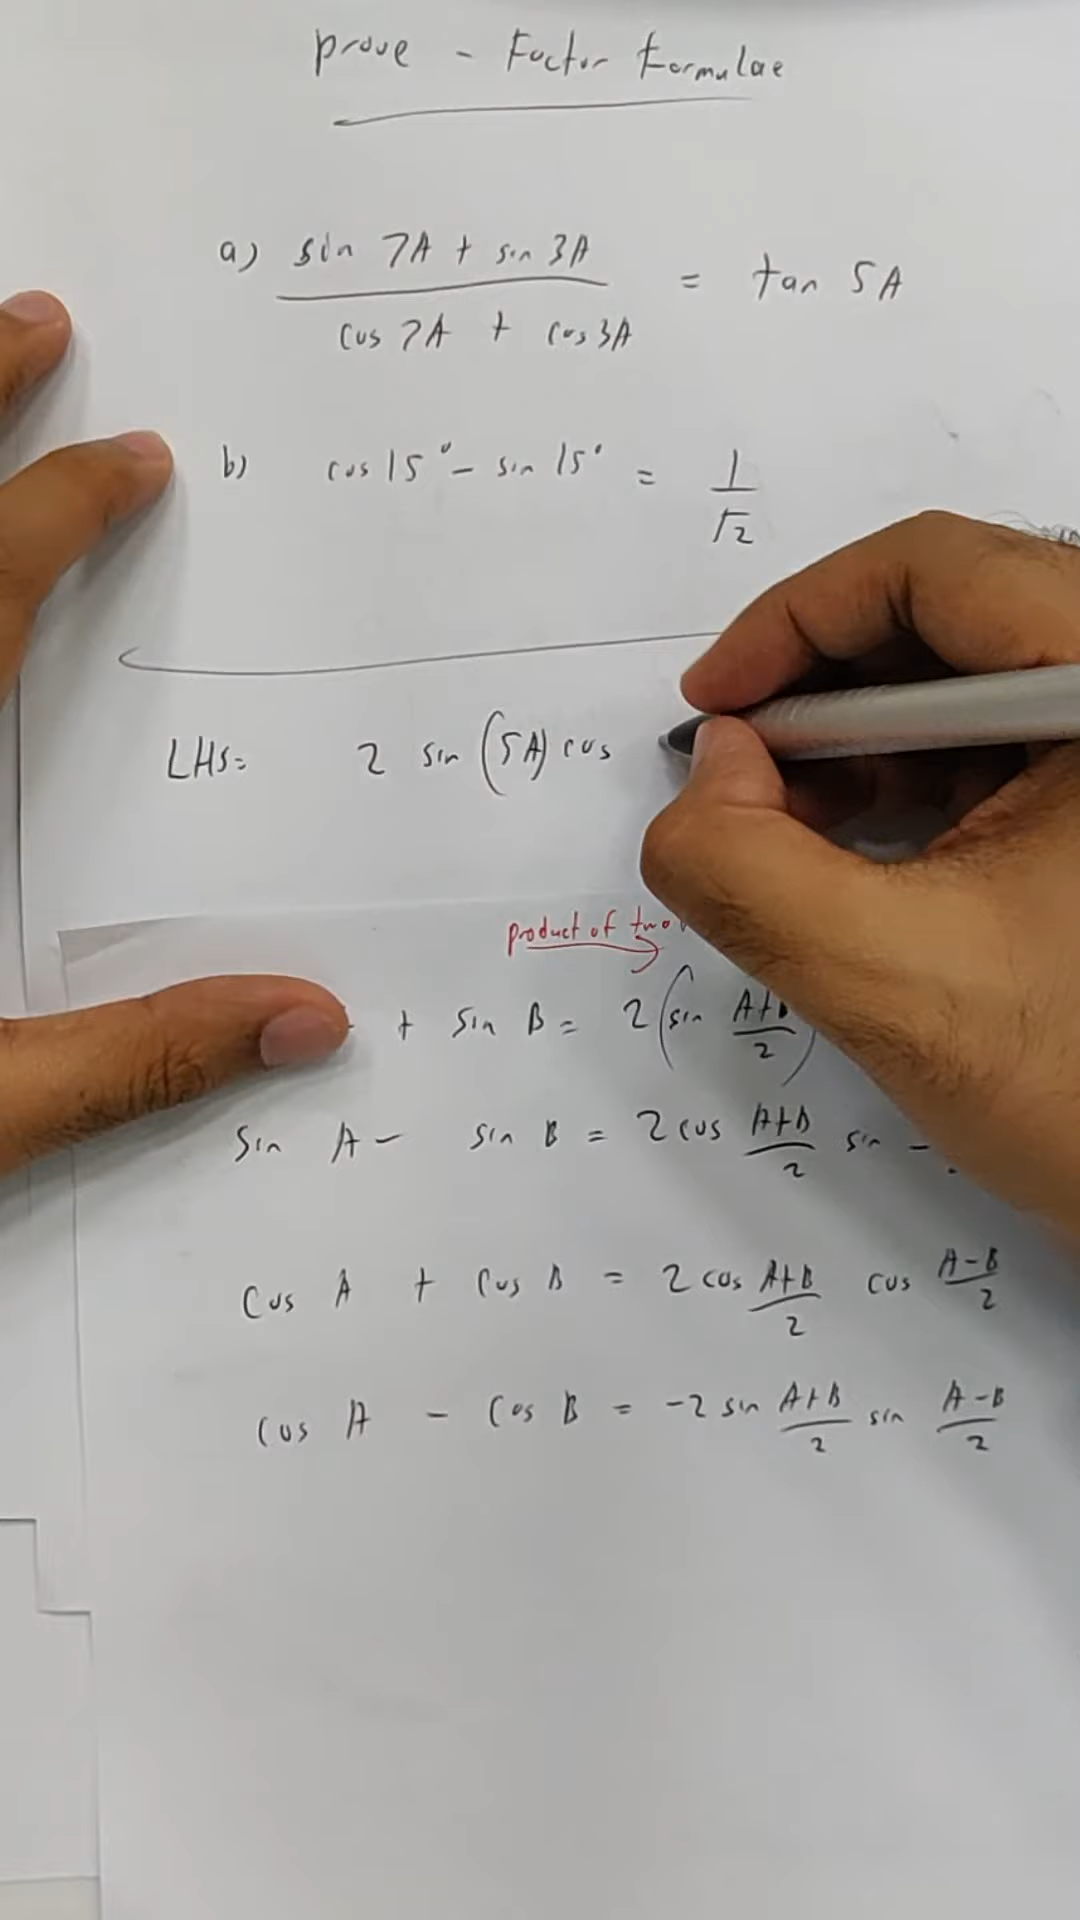 prove - Factor Formulae
a) sin 7A + sin 3A = tan 5A
cos 7A + cos 3A
b) cos 15° - sin 15° = 1
√2
LHS = 2 sin (5A) cos
product of two
+ sin B = 2 (sin A+B
2
sin A - sin B = 2 cos A+B sin
2
cos A + cos B = 2 cos A+B cos A-B
2 2
cos A - cos B = -2 sin A+B sin A-B
2 2